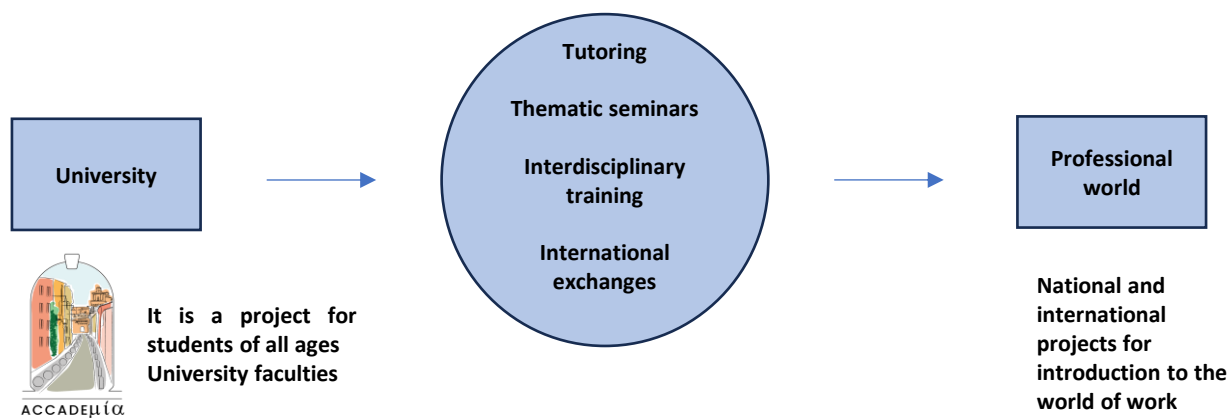 Tutoring
Thematic seminars
Interdisciplinary
training
International
exchanges
University
Professional
world
It is a project for
students of all ages
University faculties
ACCADEμία
National and
international
projects for
introduction to the
world of work